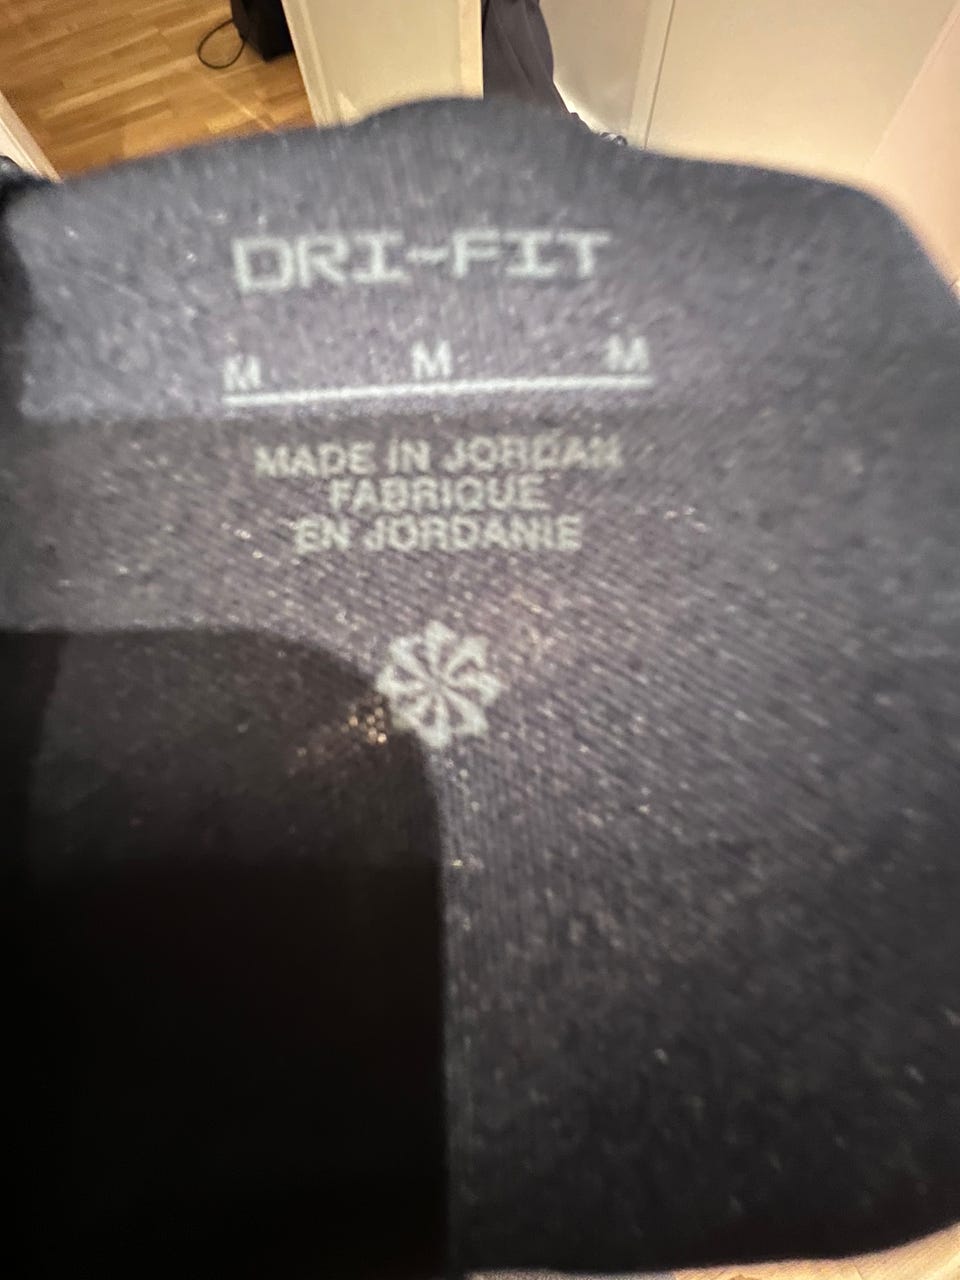 DRI-FIT
M M M
MADE IN JORDAN
FABRIQUE
EN JORDANIE